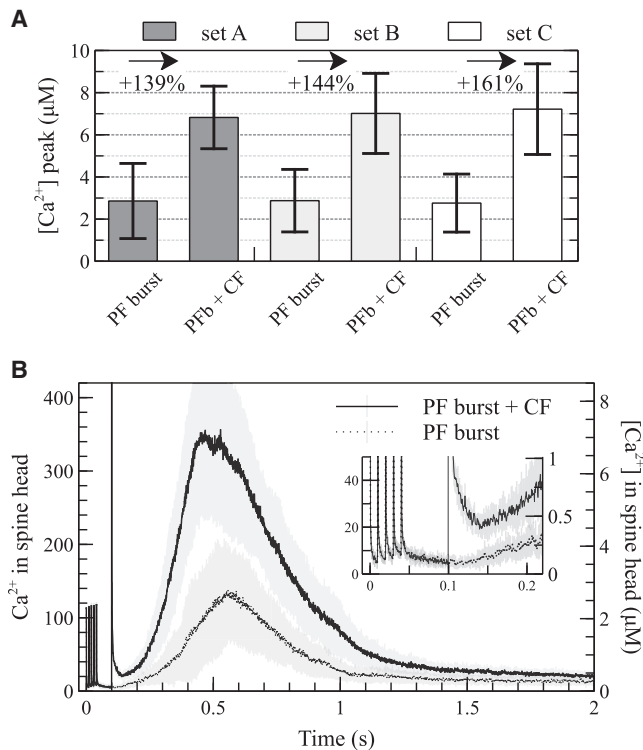 A
set A set B set C
10
8
6
4
2
0
[Ca²⁺] peak (μM)
+139% +144% +161%
PF burst PFb + CF PF burst PFb + CF PF burst PFb + CF
B
400
300
200
100
0
Ca²⁺ in spine head
PF burst + CF
PF burst
40
20
0
1
0.5
0
0 0.1 0.2
8
6
4
2
0
[Ca²⁺] in spine head (μM)
0 0.5 1 1.5 2
Time (s)